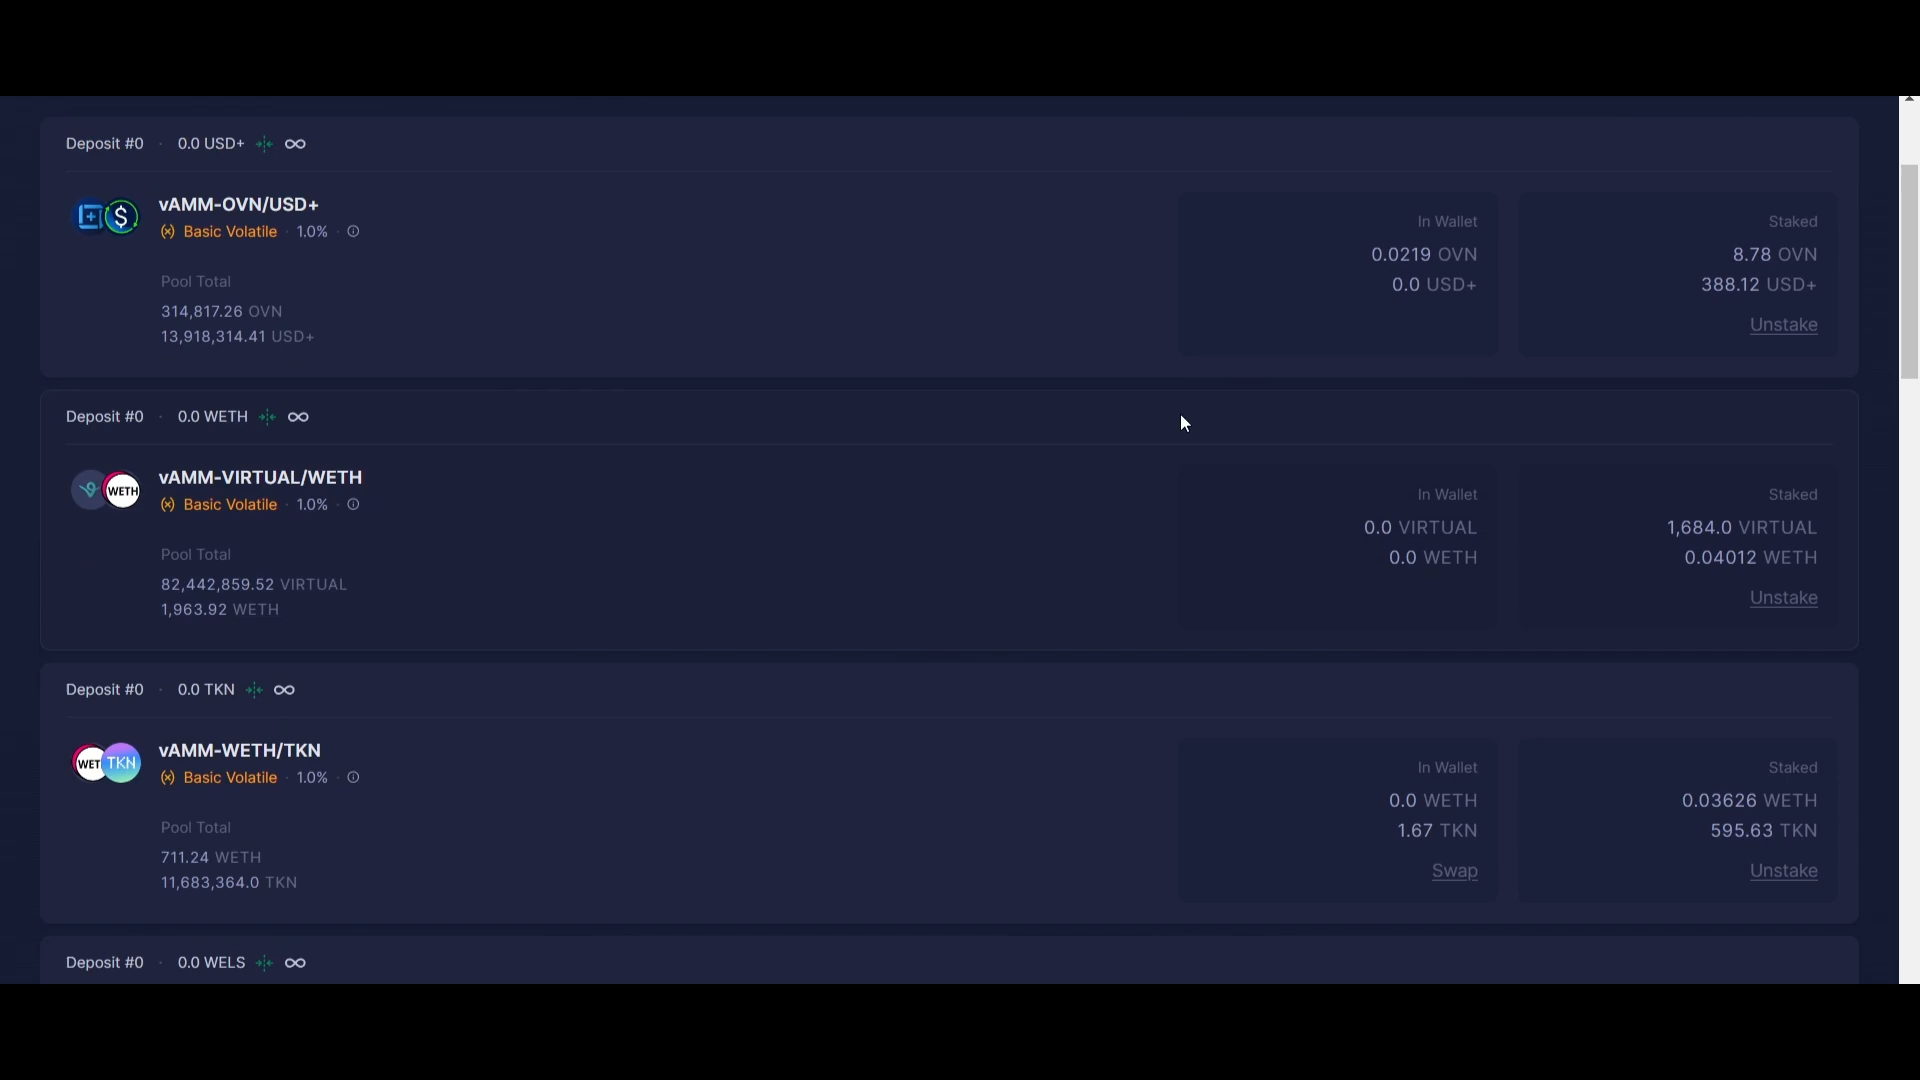 Deposit #0 · 0.0 USD+
vAMM-OVN/USD+
Basic Volatile · 1.0% ·
Pool Total
314,817.26 OVN
13,918,314.41 USD+
In Wallet
0.0219 OVN
0.0 USD+
Staked
8.78 OVN
388.12 USD+
Unstake
Deposit #0 · 0.0 WETH
WETH
vAMM-VIRTUAL/WETH
Basic Volatile · 1.0% ·
Pool Total
82,442,859.52 VIRTUAL
1,963.92 WETH
In Wallet
0.0 VIRTUAL
0.0 WETH
Staked
1,684.0 VIRTUAL
0.04012 WETH
Unstake
Deposit #0 · 0.0 TKN
WET TKN
vAMM-WETH/TKN
Basic Volatile · 1.0% ·
Pool Total
711.24 WETH
11,683,364.0 TKN
In Wallet
0.0 WETH
1.67 TKN
Swap
Staked
0.03626 WETH
595.63 TKN
Unstake
Deposit #0 · 0.0 WELS